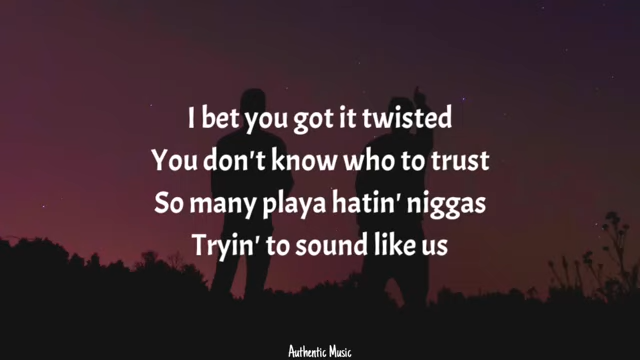 I bet you got it twisted
You don't know who to trust
So many playa hatin' niggas
Tryin' to sound like us
Authentic Music